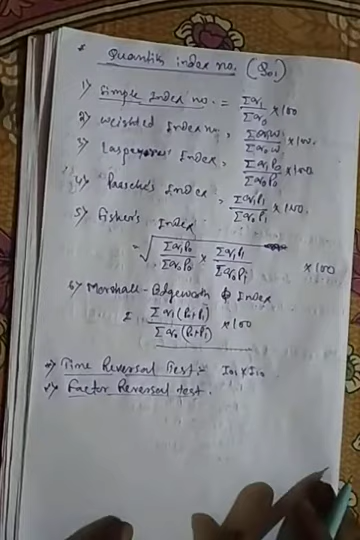 * Quantity index no. (Q01)
1) Simple Index no. = Σq1/Σq0 × 100
2) Weighted Index no, = Σq1w/Σq0w × 100.
3) Laspeyres Index, = Σq1P0/Σq0P0 × 100
4) Paasche's Index, = Σq1P1/Σq0P1 × 100.
5) Fisher's Index
= √ Σq1P0/Σq0P0 × Σq1P1/Σq0P1 × 100
6) Marshall-Edgeworth Index
= Σq1(P0+P1)/Σq0(P0+P1) × 100
Time Reversal Test = I01 × I10
Factor Reversal test.